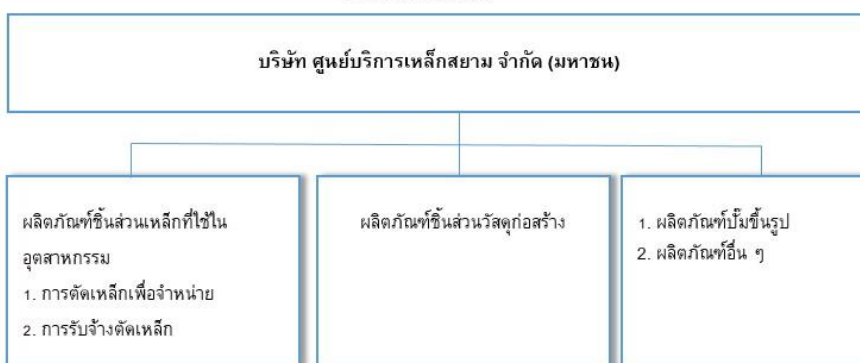 บริษัท ศูนย์บริการเหล็กสยาม จำกัด (มหาชน)
ผลิตภัณฑ์ชิ้นส่วนเหล็กที่ใช้ใน
อุตสาหกรรม
1. การตัดเหล็กเพื่อจำหน่าย
2. การรับจ้างตัดเหล็ก
ผลิตภัณฑ์ชิ้นส่วนวัสดุก่อสร้าง
1. ผลิตภัณฑ์ปั๊มขึ้นรูป
2. ผลิตภัณฑ์อื่น ๆ